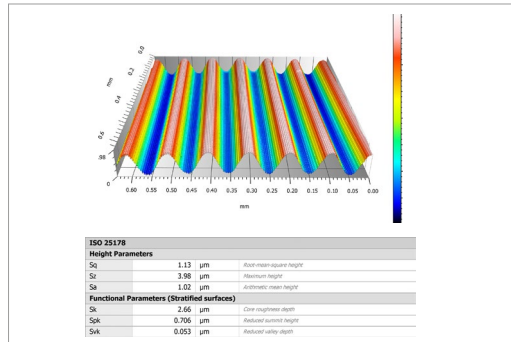 0.0
0.2
mm
0.4
0.6
.98
0
0.60 0.55 0.50 0.45 0.40 0.35 0.30 0.25 0.20 0.15 0.10 0.05 0.00
mm
ISO 25178
Height Parameters
Sq 1.13 µm Root-mean-square height
Sz 3.98 µm Maximum height
Sa 1.02 µm Arithmetic mean height
Functional Parameters (Stratified surfaces)
Sk 2.66 µm Core roughness depth
Spk 0.706 µm Reduced summit height
Svk 0.053 µm Reduced valley depth